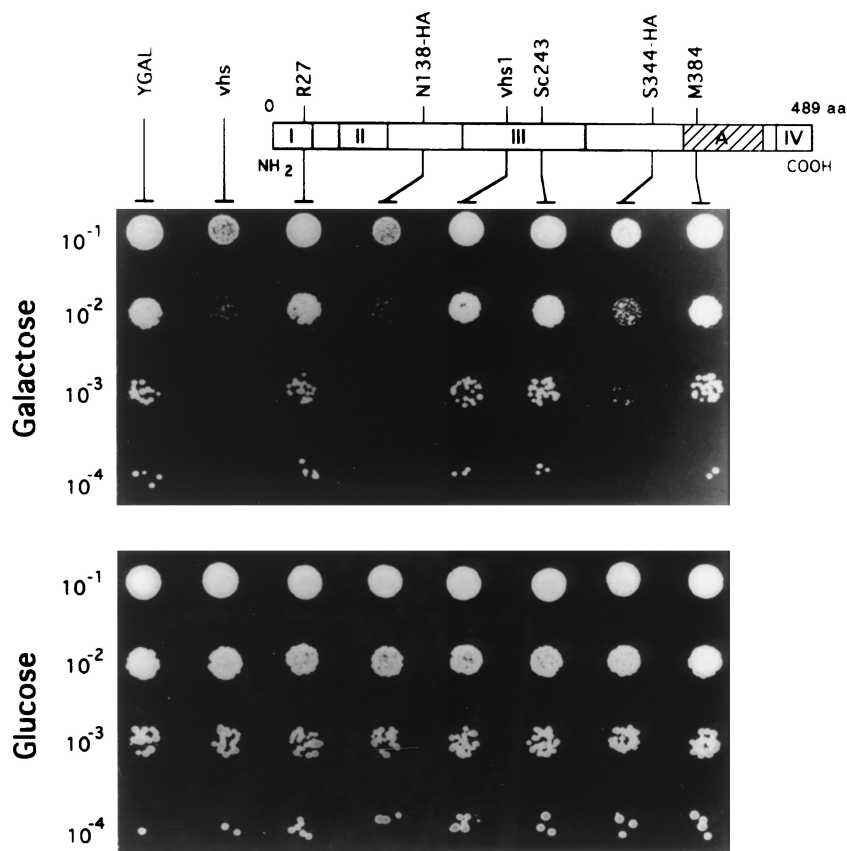 YGAL
vhs
R27
N138-HA
vhs1
Sc243
S344-HA
M384
0
489 aa
I
II
III
A
IV
NH2
COOH
Galactose
10-1
10-2
10-3
10-4
Glucose
10-1
10-2
10-3
10-4